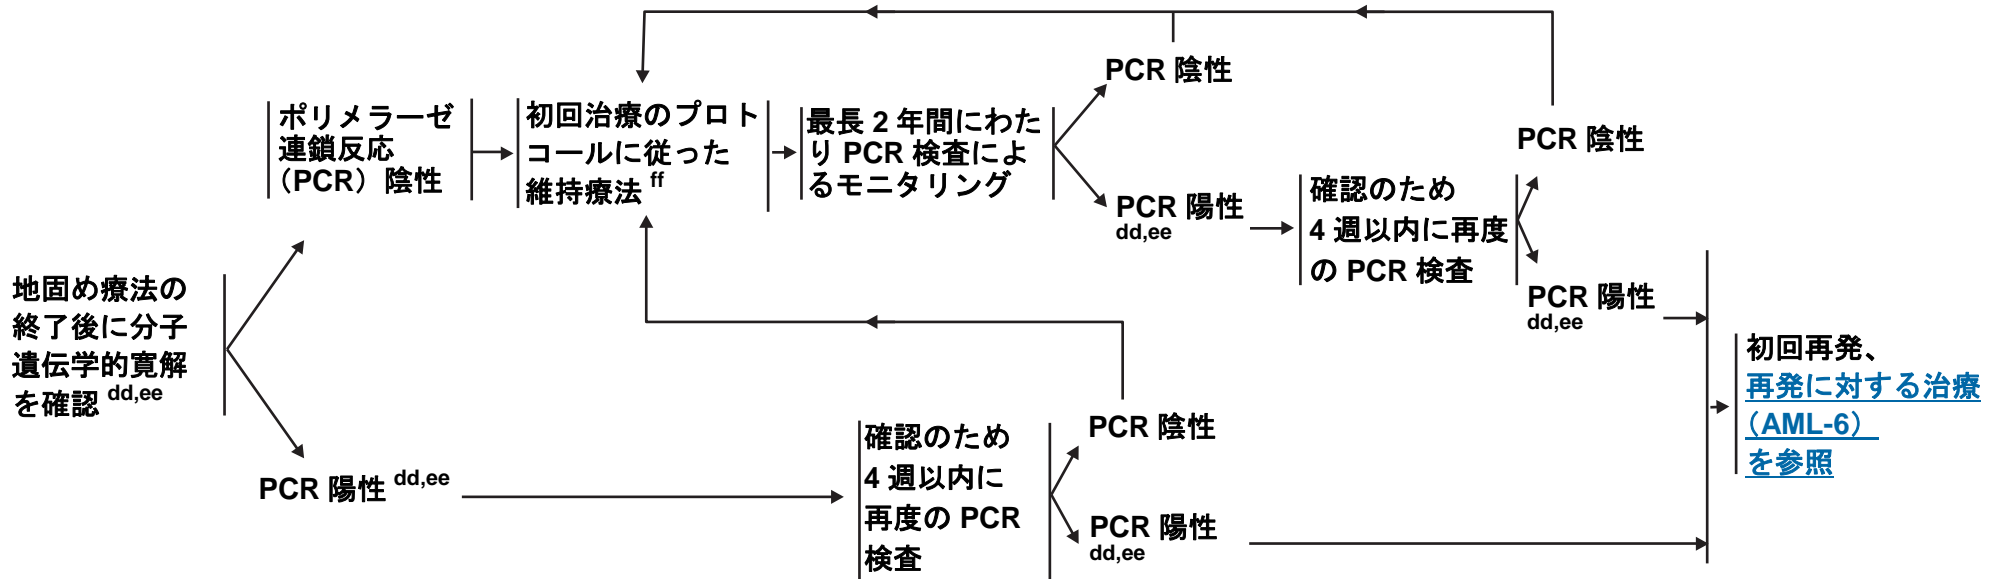 地固め療法の
終了後に分子
遺伝学的寛解
を確認 dd,ee
ポリメラーゼ
連鎖反応
（PCR）陰性
初回治療のプロト
コールに従った
維持療法 ff
最長 2 年間にわた
り PCR 検査によ
るモニタリング
PCR 陰性
PCR 陽性
dd,ee
確認のため
4 週以内に再度
の PCR 検査
PCR 陰性
PCR 陽性
dd,ee
PCR 陽性 dd,ee
確認のため
4 週以内に
再度の PCR
検査
PCR 陰性
PCR 陽性
dd,ee
初回再発、
再発に対する治療
（AML-6）
を参照